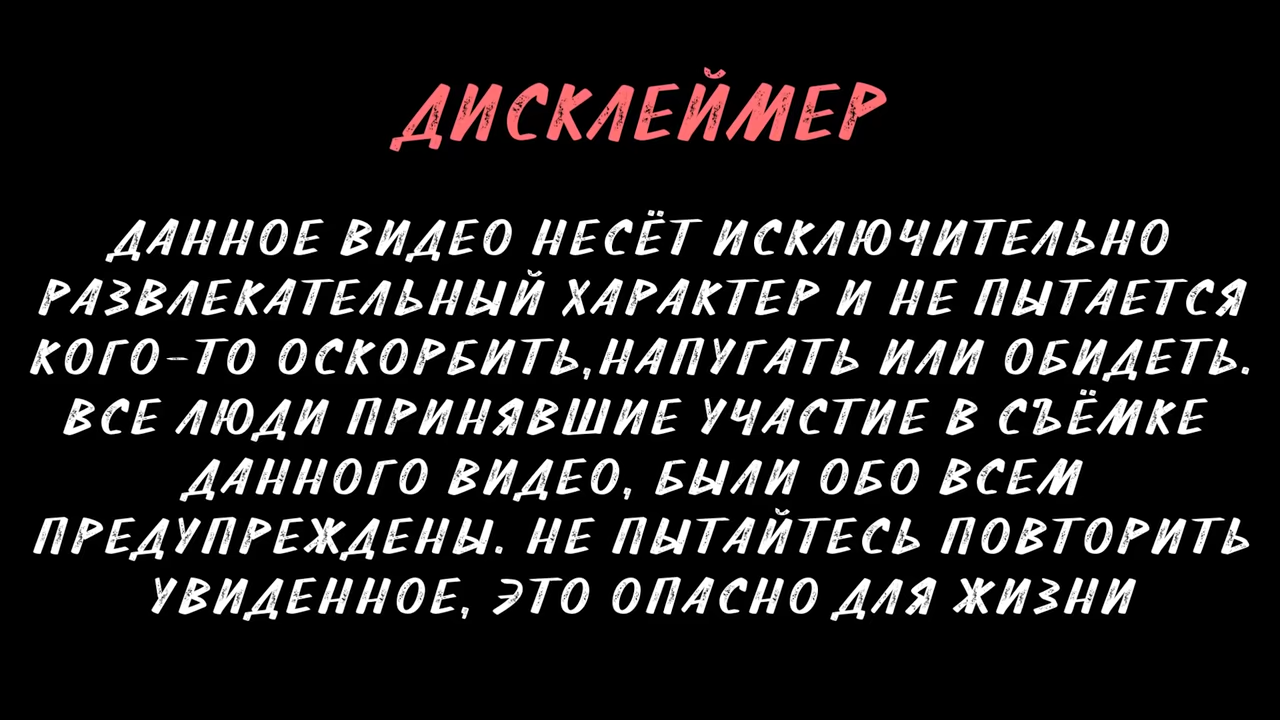 ДИСКЛЕЙМЕР
ДАННОЕ ВИДЕО НЕСЁТ ИСКЛЮЧИТЕЛЬНО
РАЗВЛЕКАТЕЛЬНЫЙ ХАРАКТЕР И НЕ ПЫТАЕТСЯ
КОГО-ТО ОСКОРБИТЬ,НАПУГАТЬ ИЛИ ОБИДЕТЬ.
ВСЕ ЛЮДИ ПРИНЯВШИЕ УЧАСТИЕ В СЪЁМКЕ
ДАННОГО ВИДЕО, БЫЛИ ОБО ВСЕМ
ПРЕДУПРЕЖДЕНЫ. НЕ ПЫТАЙТЕСЬ ПОВТОРИТЬ
УВИДЕННОЕ, ЭТО ОПАСНО ДЛЯ ЖИЗНИ